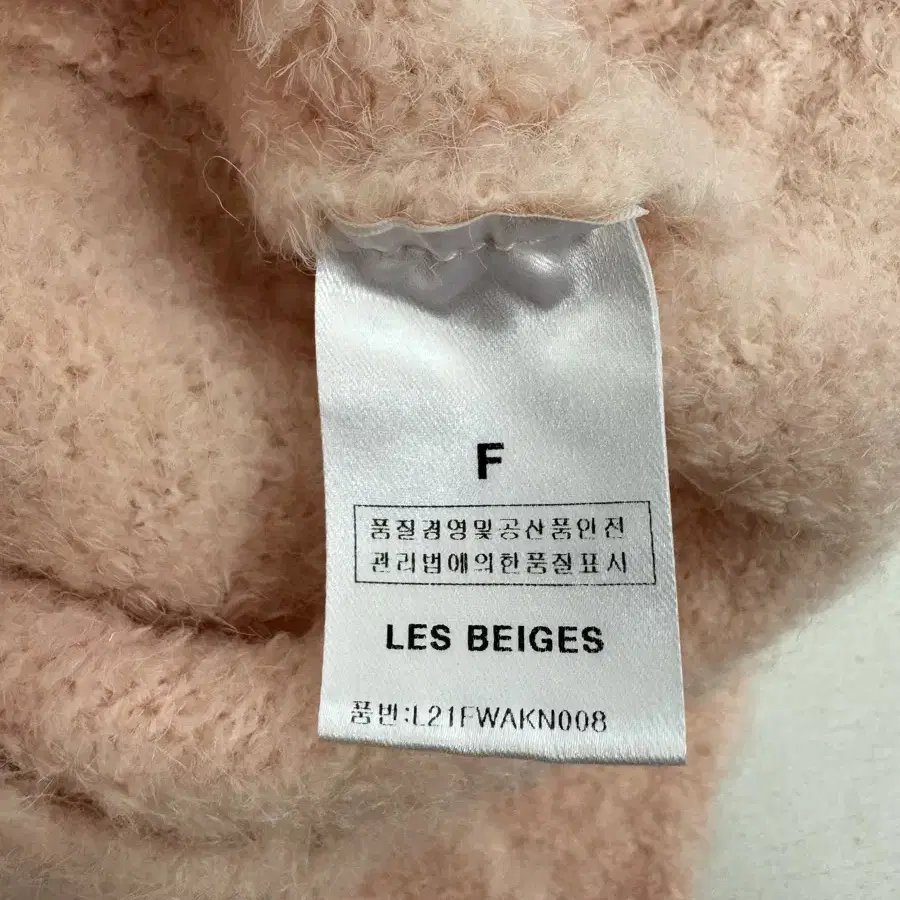 F
품질경영및공산품안전
관리법에의한품질표시
LES BEIGES
품번:L21FWAKN008